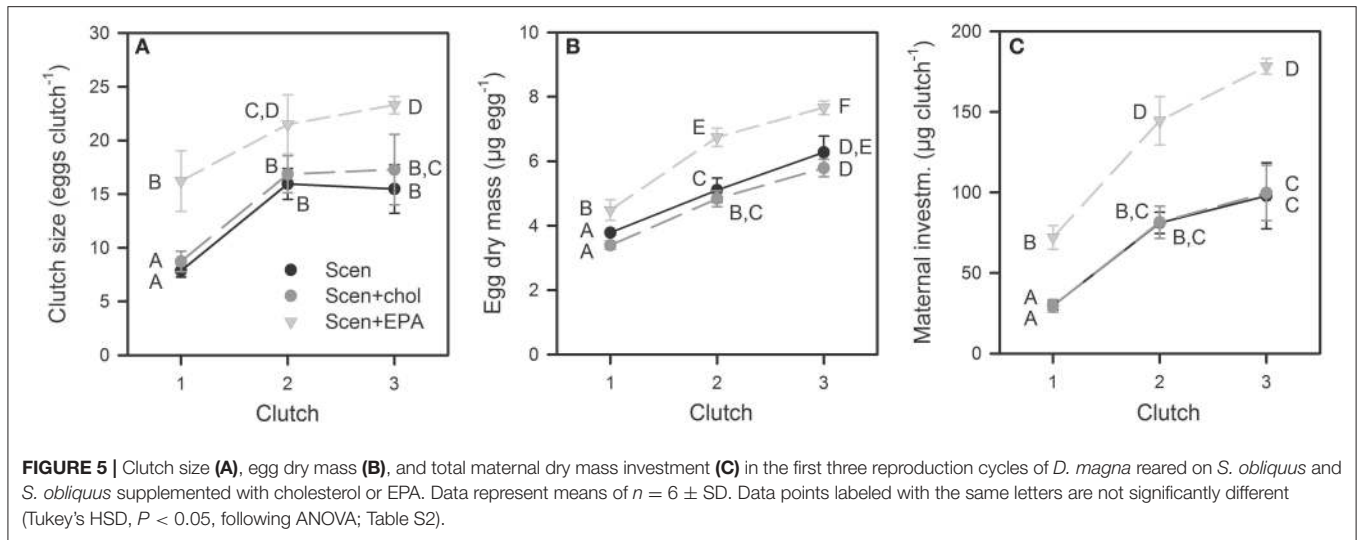 A
Clutch size (eggs clutch-1)
30
25
20
15
10
5
0
B
C,D
D
B
B,C
B
B
A
A
Scen
Scen+chol
Scen+EPA
1
2
3
Clutch
B
Egg dry mass (µg egg-1)
10
8
6
4
2
0
B
E
F
C
D,E
D
B,C
A
A
1
2
3
Clutch
C
Maternal investm. (µg clutch-1)
200
150
100
50
0
B
D
D
B,C
B,C
C
C
A
A
1
2
3
Clutch
FIGURE 5 | Clutch size (A), egg dry mass (B), and total maternal dry mass investment (C) in the first three reproduction cycles of D. magna reared on S. obliquus and
S. obliquus supplemented with cholesterol or EPA. Data represent means of n = 6 ± SD. Data points labeled with the same letters are not significantly different
(Tukey's HSD, P < 0.05, following ANOVA; Table S2).